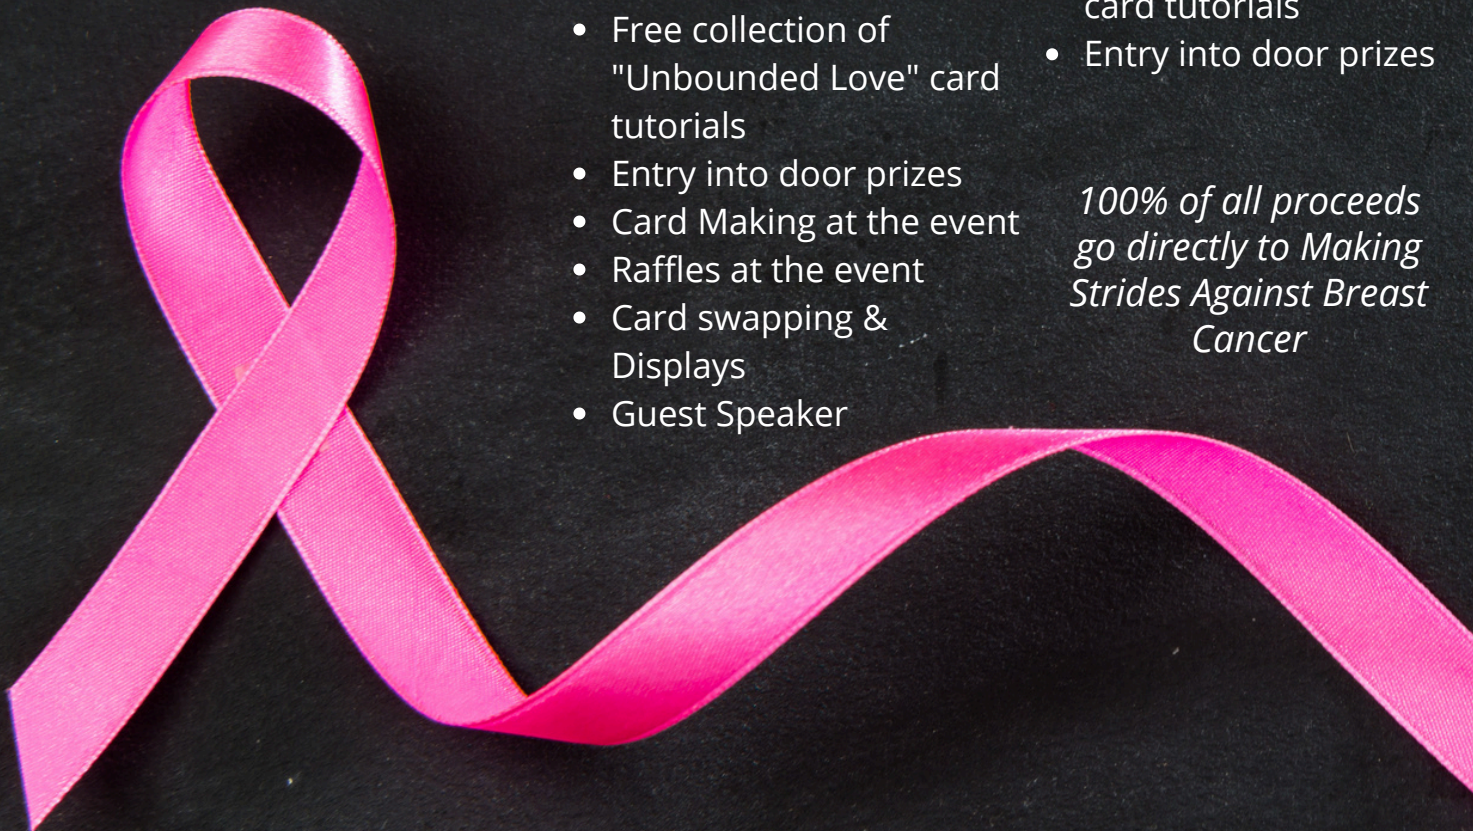 Free collection of
"Unbounded Love" card
tutorials
Entry into door prizes
Card Making at the event
Raffles at the event
Card swapping &
Displays
Guest Speaker
card tutorials
Entry into door prizes
100% of all proceeds
go directly to Making
Strides Against Breast
Cancer